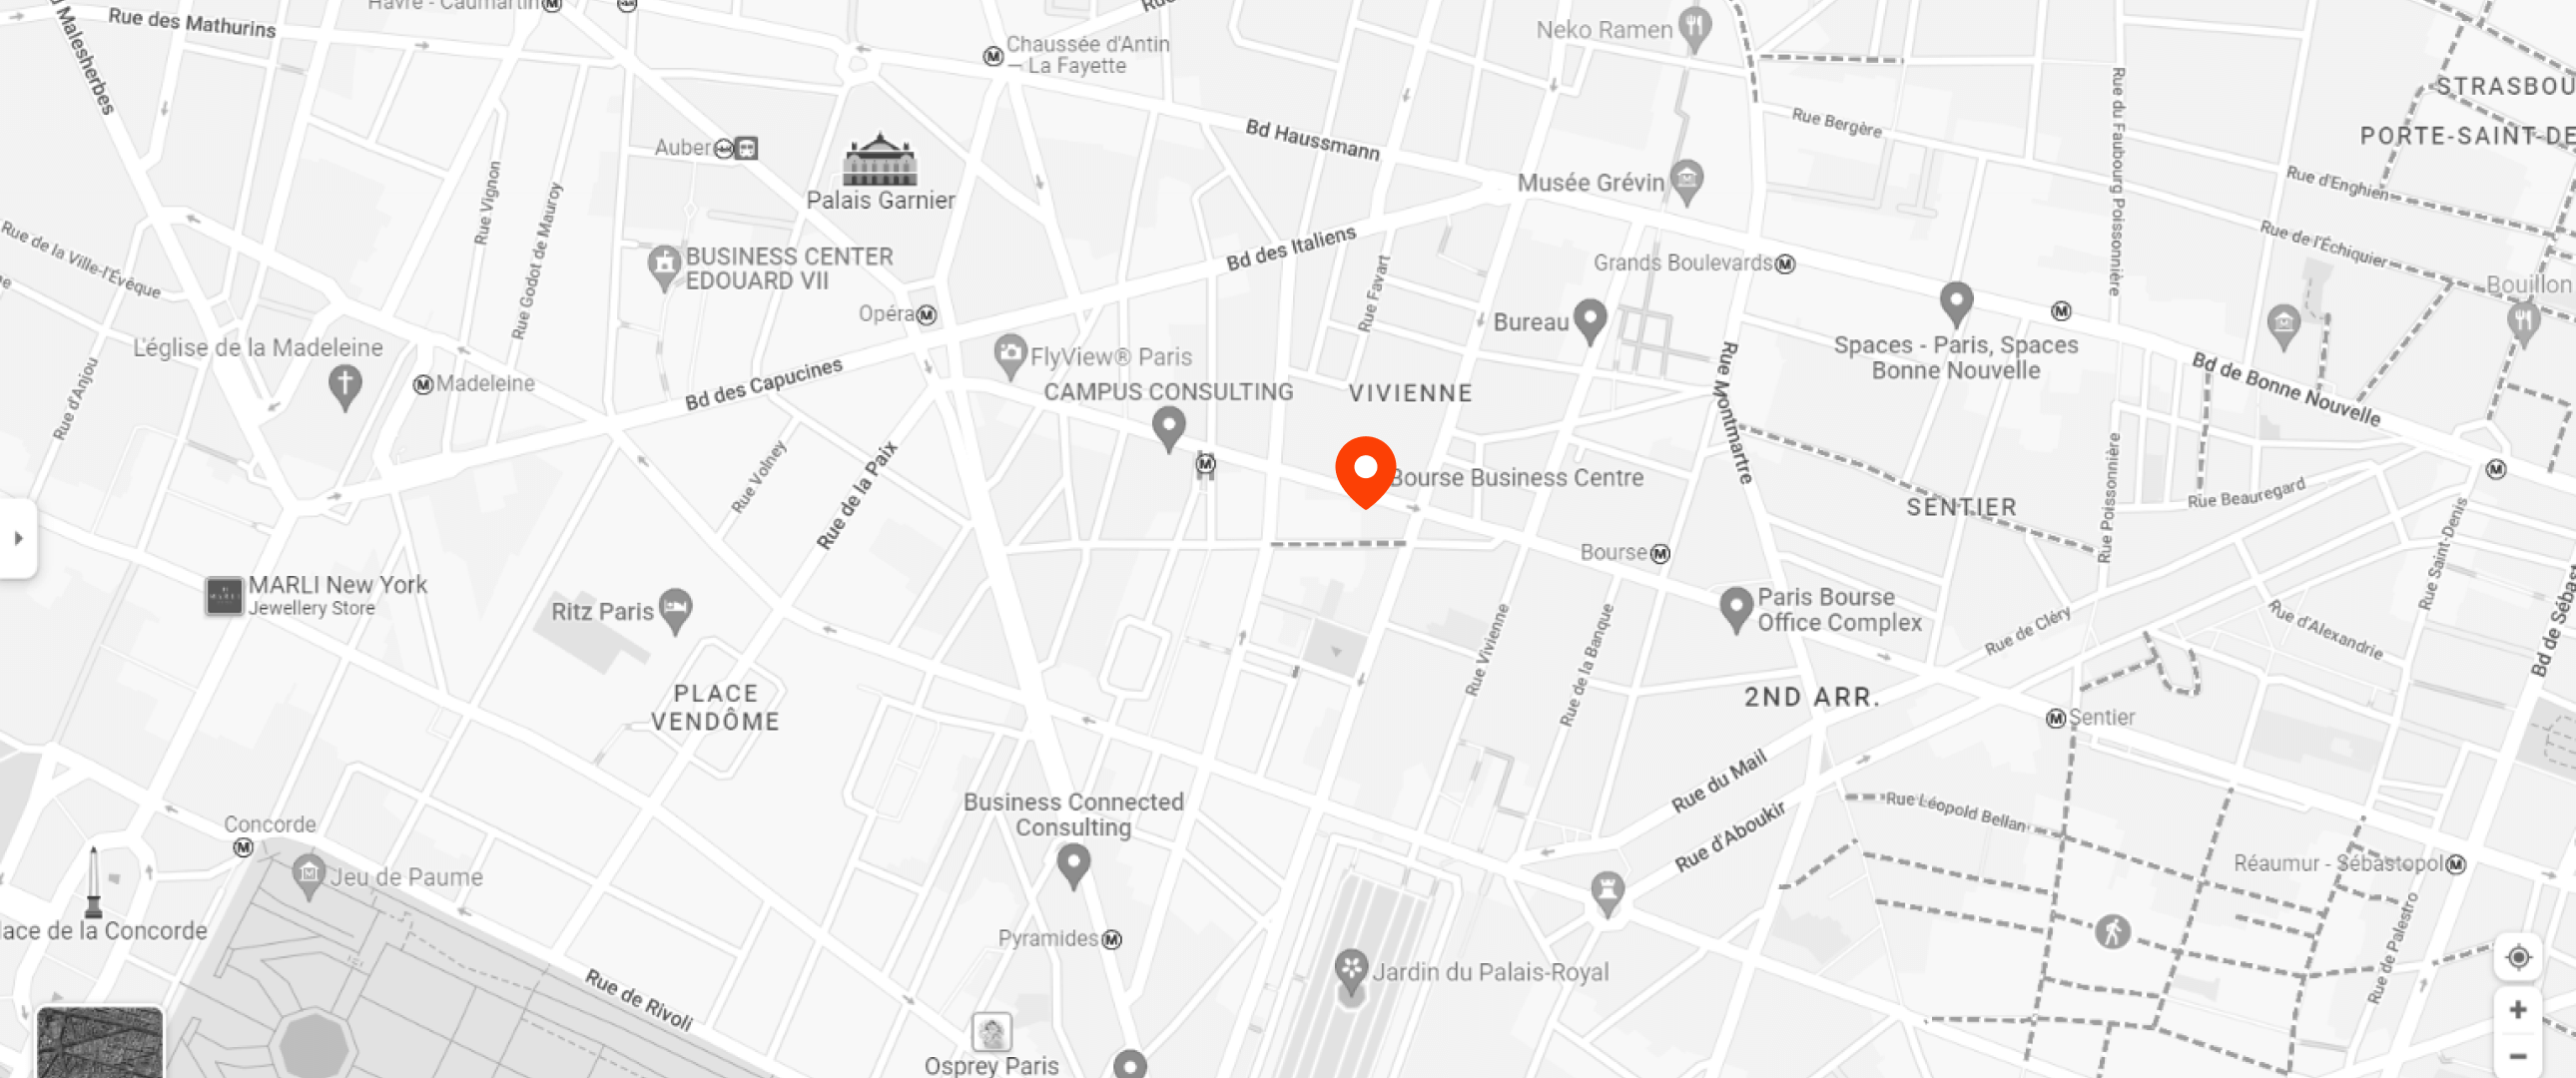 Havre - Caumartin
Rue des Mathurins
Malesherbes
Chaussée d'Antin
– La Fayette
Neko Ramen
STRASBOU
PORTE-SAINT-DE
Bd Haussmann
Rue Bergère
Rue du Faubourg Poissonnière
Auber
Palais Garnier
Musée Grévin
Rue Vignon
Rue Godot de Mauroy
Rue d'Enghien
Rue de l'Échiquier
Rue de la Ville-l'Évêque
BUSINESS CENTER
EDOUARD VII
Bd des Italiens
Rue Favart
Grands Boulevards
Bouillon
Opéra
Bureau
L'église de la Madeleine
Madeleine
FlyView® Paris
Spaces - Paris, Spaces
Bonne Nouvelle
Bd de Bonne Nouvelle
Rue d'Anjou
Bd des Capucines
CAMPUS CONSULTING
VIVIENNE
Rue Montmartre
Rue Volney
Rue de la Paix
Bourse Business Centre
SENTIER
Rue Poissonnière
Rue Beauregard
Rue Saint-Denis
Bourse
MARLI New York
Jewellery Store
Ritz Paris
Paris Bourse
Office Complex
Rue Vivienne
Rue de la Banque
Rue de Cléry
Rue d'Alexandrie
Bd de Sébast
PLACE
VENDÔME
2ND ARR.
Sentier
Rue du Mail
Rue d'Aboukir
Rue Léopold Bellan
Business Connected
Consulting
Concorde
Jeu de Paume
Réaumur - Sébastopol
Rue de Palestro
lace de la Concorde
Pyramides
Jardin du Palais-Royal
Rue de Rivoli
Osprey Paris